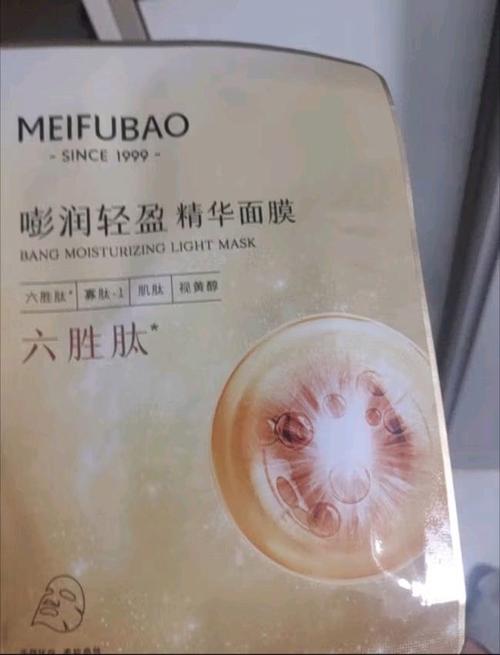 MEIFUBAO
- SINCE 1999 -
嘭润轻盈 精华面膜
BANG MOISTURIZING LIGHT MASK
六胜肽* 寡肽-1 肌肽 视黄醇
六胜肽*